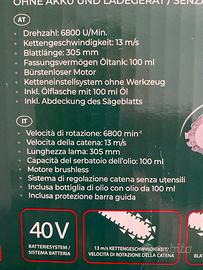 OHNE AKKU UND LADEGERÄT / SENZA
AT
Drehzahl: 6800 U/Min.
Kettengeschwindigkeit: 13 m/s
Blattlänge: 305 mm
Fassungsvermögen Öltank: 100 ml
Bürstenloser Motor
Ketteneinstellsystem ohne Werkzeug
Inkl. Ölflasche mit 100 ml Öl
Inkl. Abdeckung des Sägeblatts
IT
Velocità di rotazione: 6800 min⁻¹
Velocità della catena: 13 m/s
Lunghezza lama: 305 mm
Capacità del serbatoio dell'olio: 100 ml
Motore brushless
Sistema di regolazione catena senza utensili
Inclusa bottiglia di olio con olio da 100 ml
Inclusa protezione barra guida
40 V
BATTERIESYSTEM /
SISTEMA BATTERIA
13 m/s KETTENGESCHWINDIGKEIT/
VELOCITÀ DI ROTAZIONE DELLA CATENA